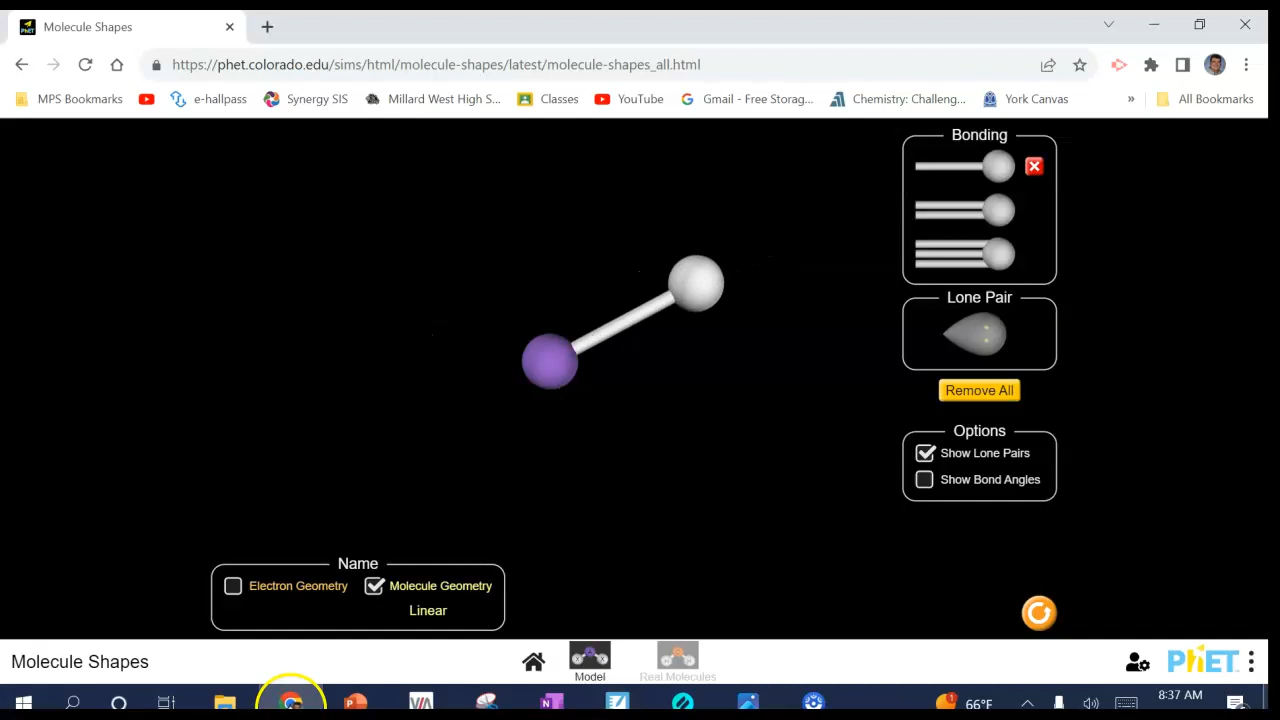 Molecule Shapes
https://phet.colorado.edu/sims/html/molecule-shapes/latest/molecule-shapes_all.html
MPS Bookmarks e-hallpass Synergy SIS Millard West High S... Classes YouTube Gmail - Free Storag... Chemistry: Challeng... York Canvas » All Bookmarks
Bonding
Lone Pair
Remove All
Options
Show Lone Pairs
Show Bond Angles
Name
Electron Geometry Molecule Geometry
Linear
Molecule Shapes
Model
Real Molecules
PhET
66°F
8:37 AM